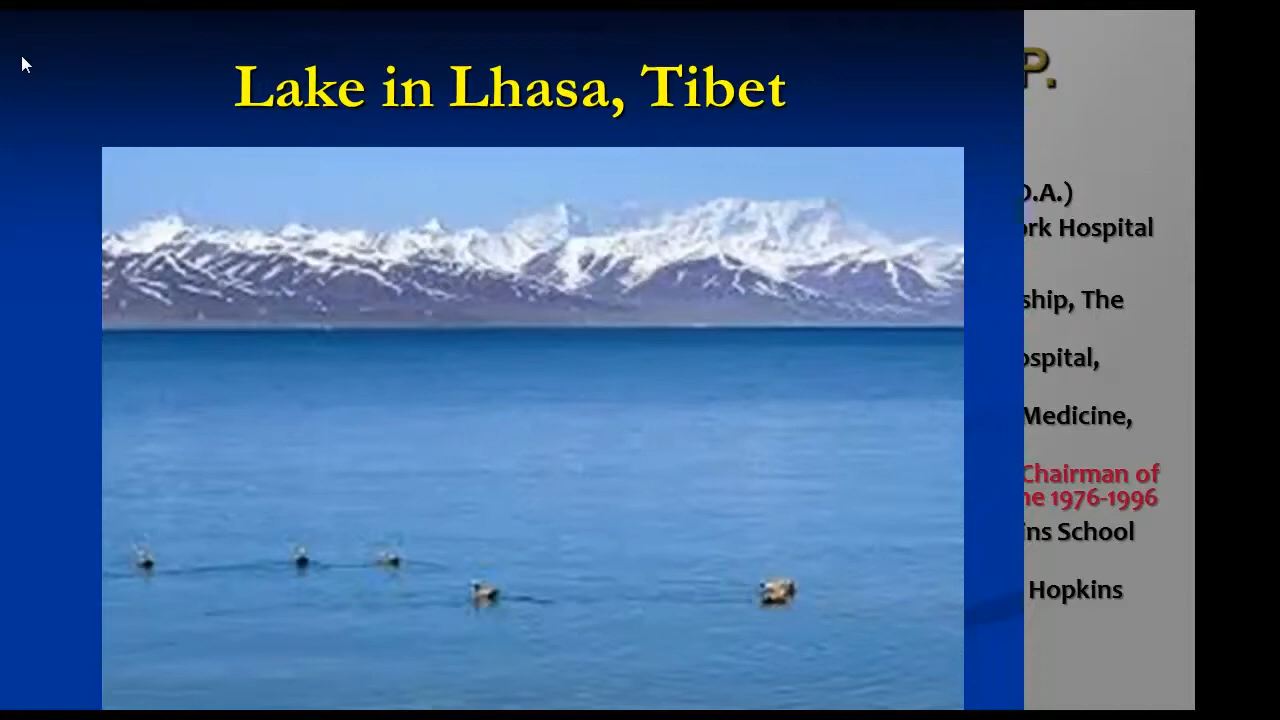 Lake in Lhasa, Tibet
P.
D.A.)
ork Hospital
ship, The
ospital,
Medicine,
Chairman of
ne 1976-1996
ins School
Hopkins